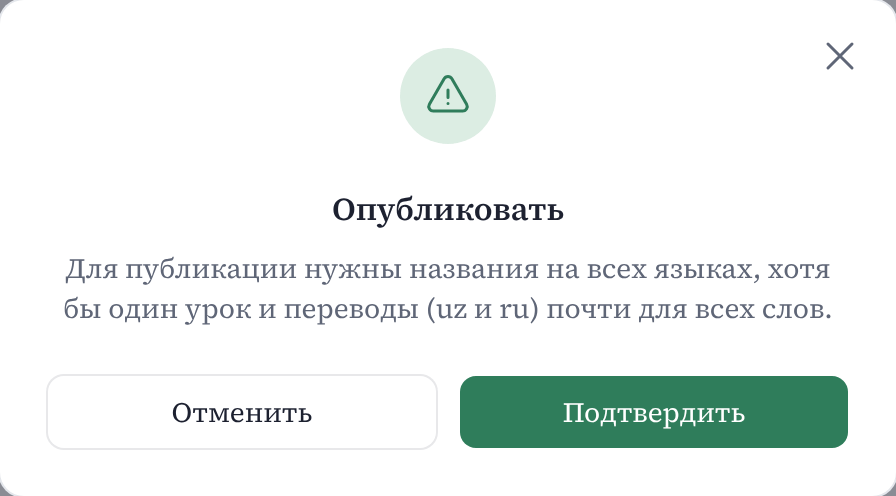 Опубликовать
Для публикации нужны названия на всех языках, хотя
бы один урок и переводы (uz и ru) почти для всех слов.
Отменить
Подтвердить